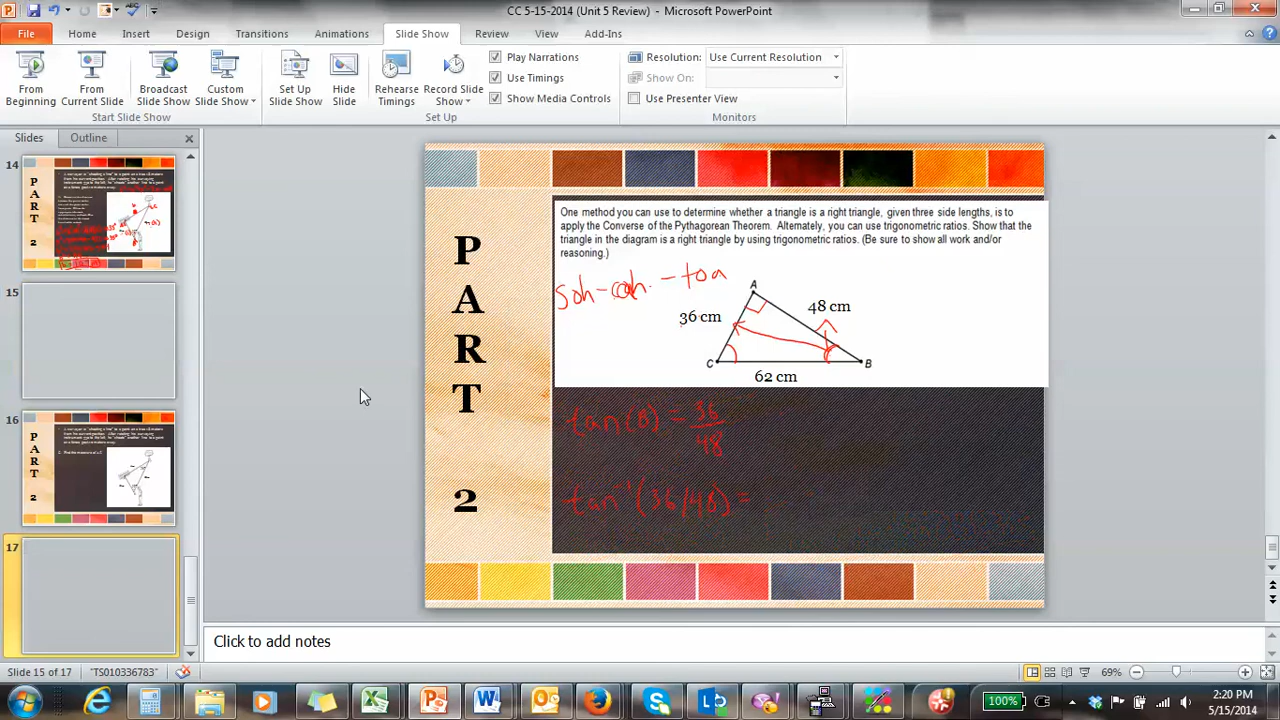 CC 5-15-2014 (Unit 5 Review) - Microsoft PowerPoint
File Home Insert Design Transitions Animations Slide Show Review View Add-Ins
From Beginning
From Current Slide
Broadcast Slide Show
Custom Slide Show
Start Slide Show
Set Up Slide Show
Hide Slide
Rehearse Timings
Record Slide Show
Play Narrations
Use Timings
Show Media Controls
Set Up
Resolution: Use Current Resolution
Show On:
Use Presenter View
Monitors
Slides Outline
14
PART 2
15
16
PART 2
17
P
A
R
T
2
One method you can use to determine whether a triangle is a right triangle, given three side lengths, is to
apply the Converse of the Pythagorean Theorem. Alternately, you can use trigonometric ratios. Show that the
triangle in the diagram is a right triangle by using trigonometric ratios. (Be sure to show all work and/or
reasoning.)
Soh-cah-toa
A
36 cm
48 cm
C
B
62 cm
tan(B) = 36/48
tan⁻¹(36/48) =
Click to add notes
Slide 15 of 17 "TS010336783" 69%
100% 2:20 PM
5/15/2014